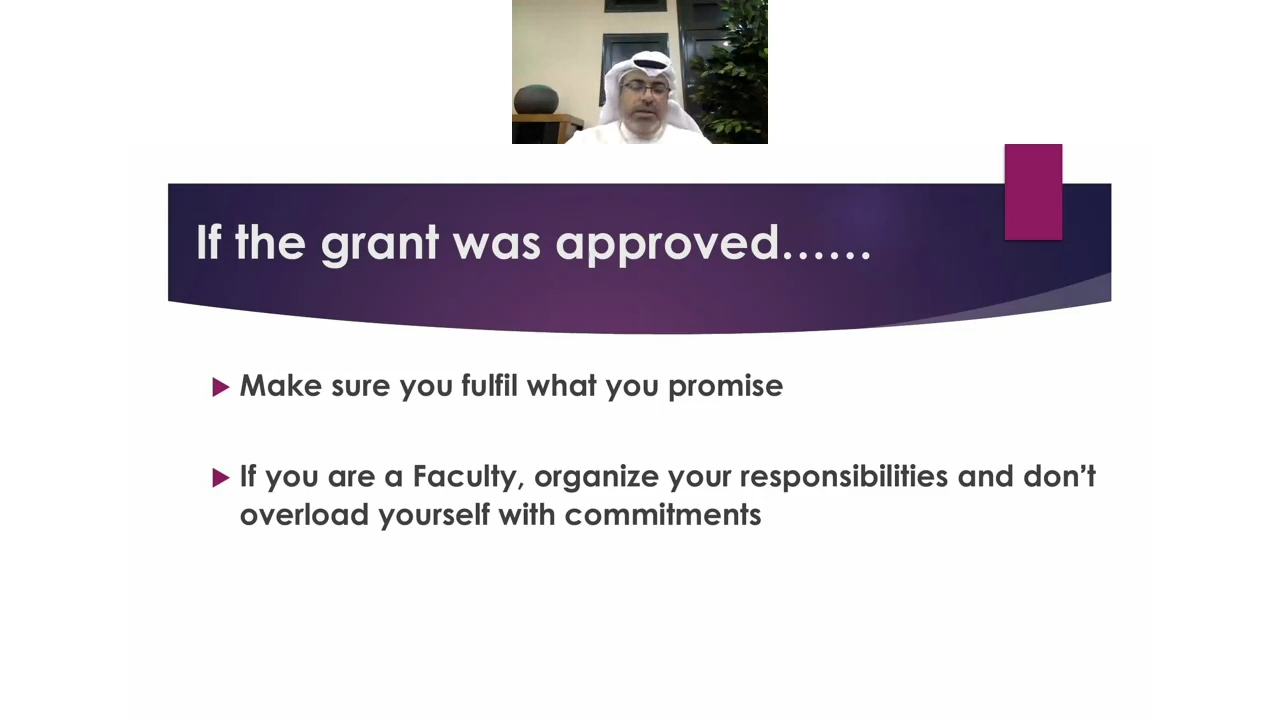 If the grant was approved......
Make sure you fulfil what you promise
If you are a Faculty, organize your responsibilities and don’t
overload yourself with commitments